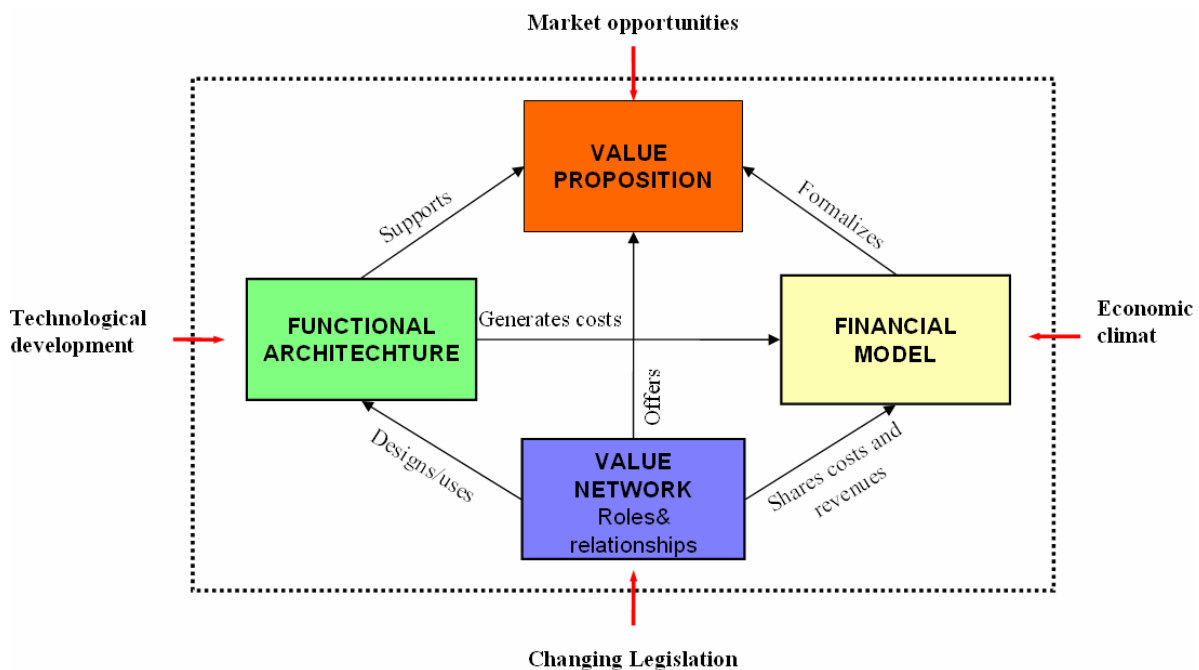 Market opportunities
VALUE
PROPOSITION
Supports
Formalizes
Technological
development
FUNCTIONAL
ARCHITECHTURE
Generates costs
FINANCIAL
MODEL
Economic
climat
Offers
Designs/uses
VALUE
NETWORK
Roles&
relationships
Shares costs and
revenues
Changing Legislation